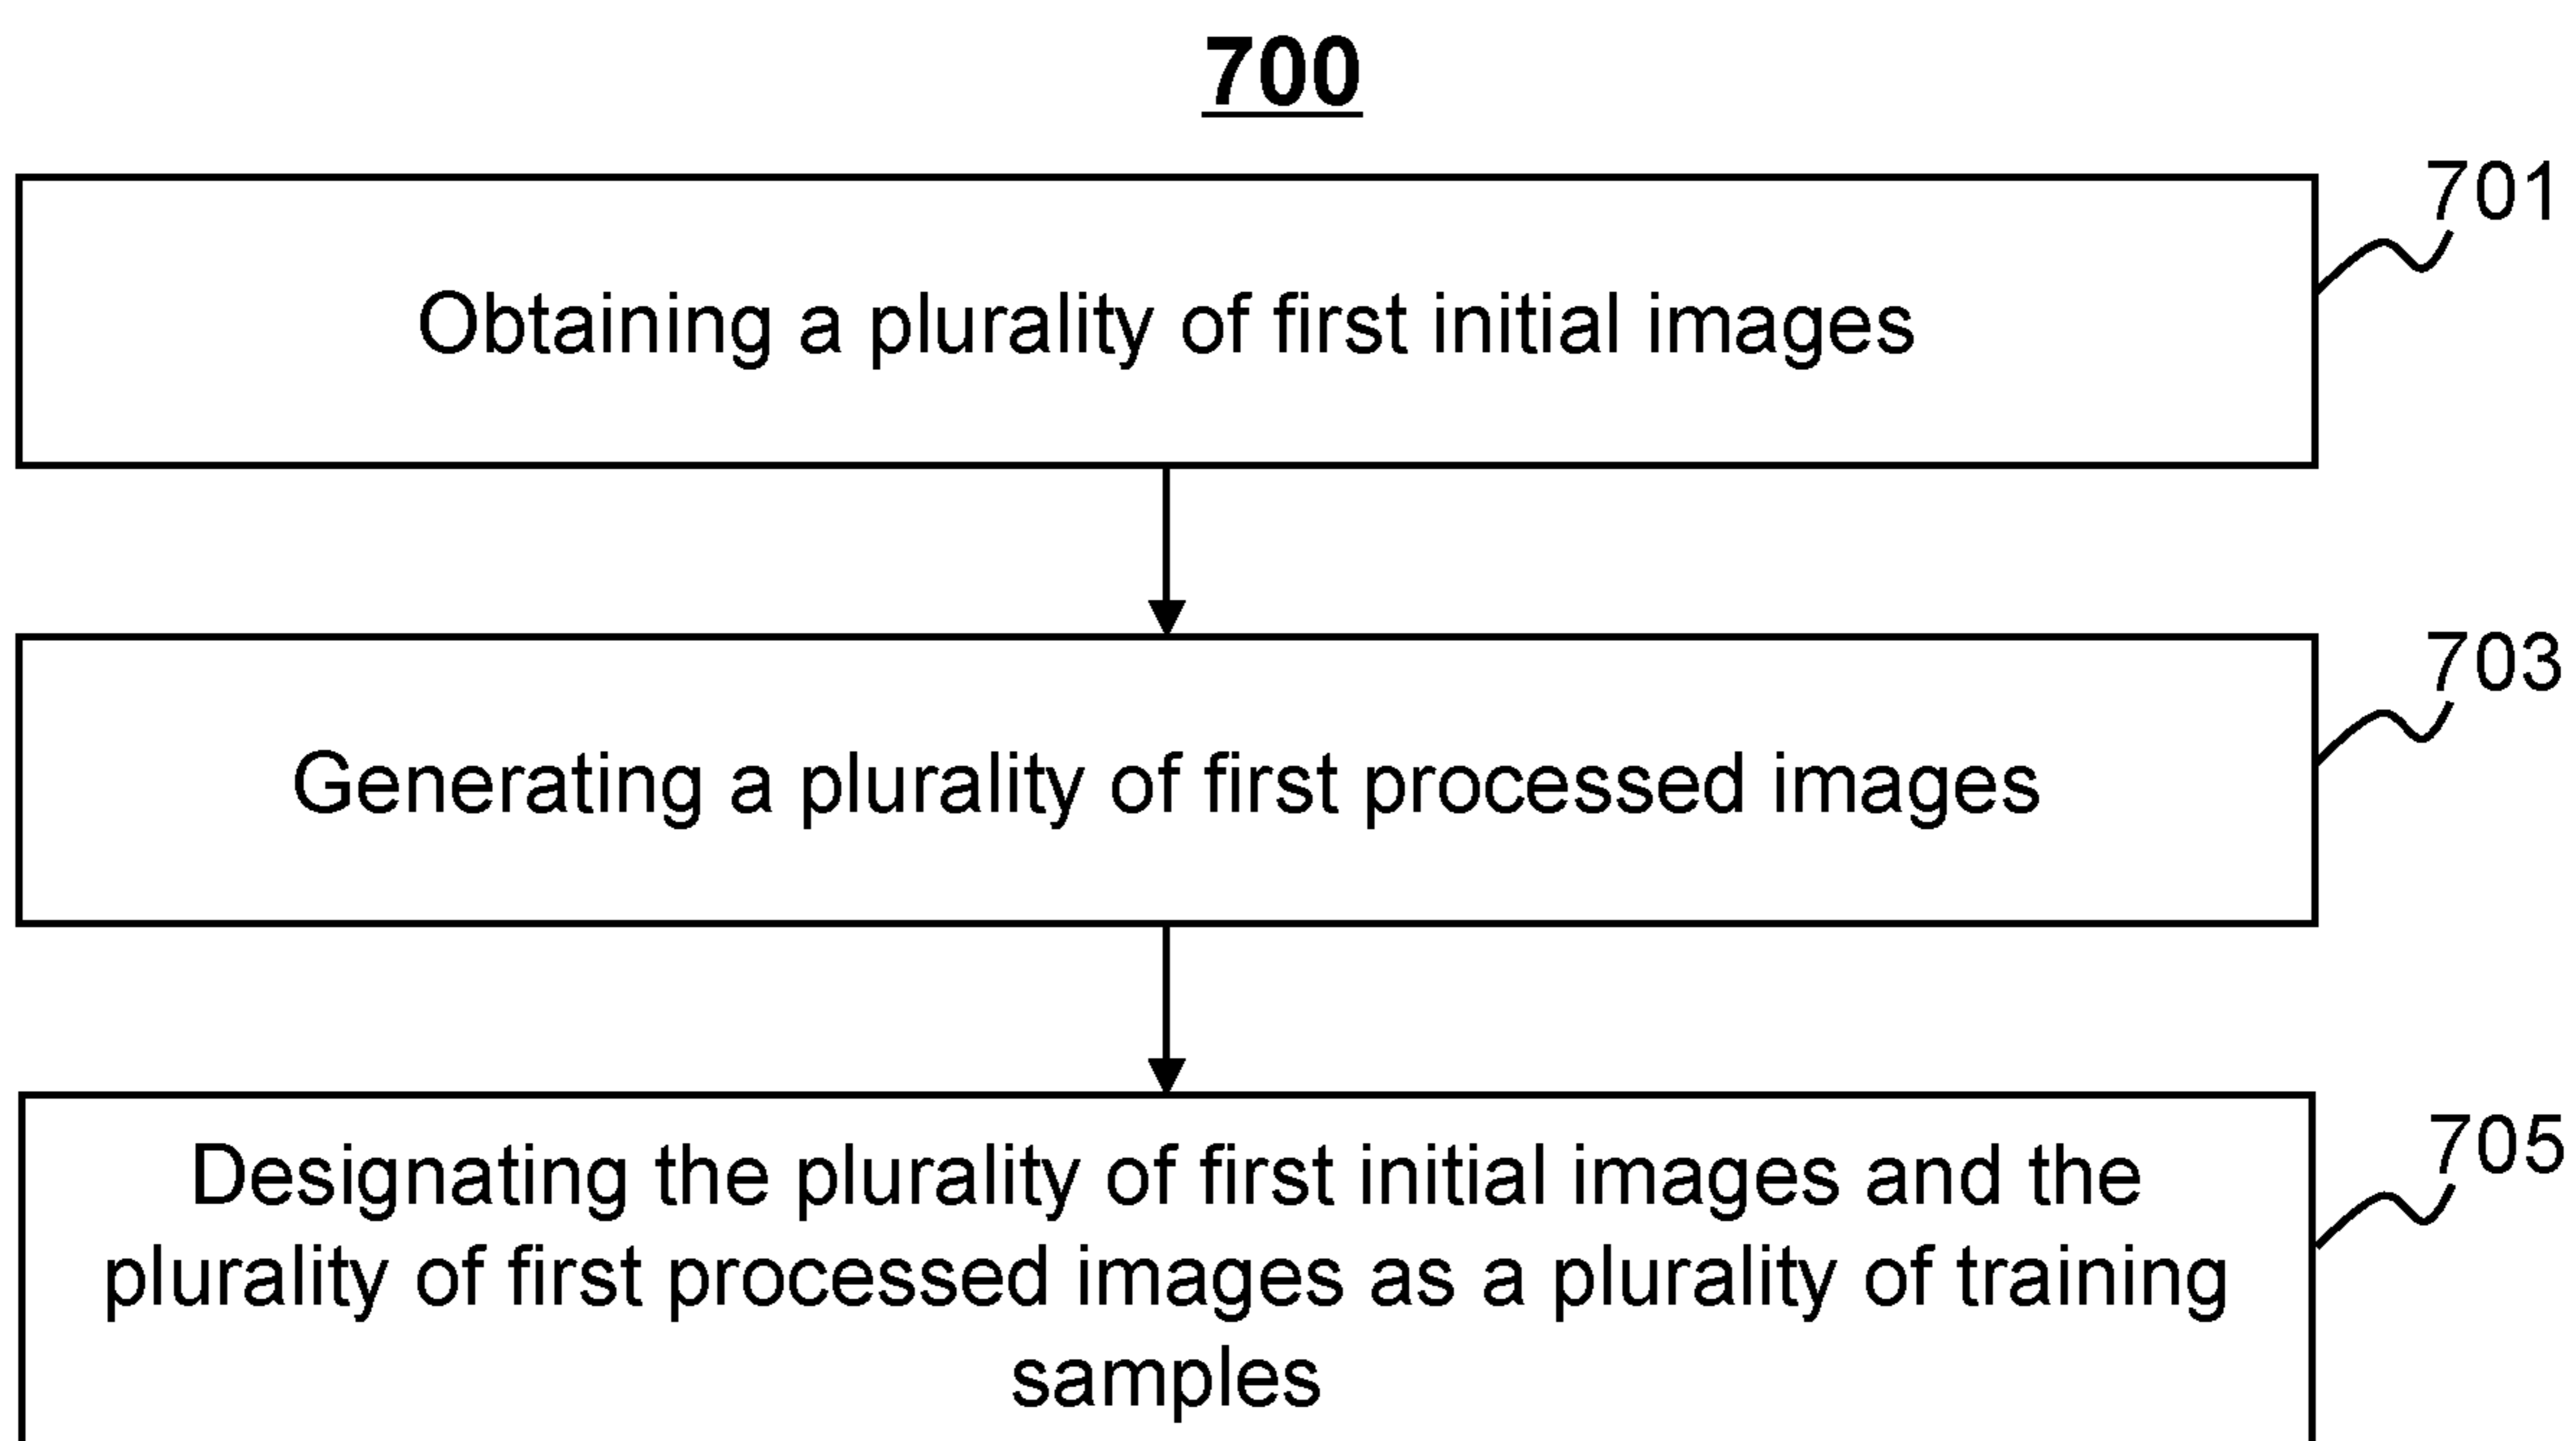 700
701
Obtaining a plurality of first initial images
703
Generating a plurality of first processed images
705
Designating the plurality of first initial images and the
plurality of first processed images as a plurality of training
samples